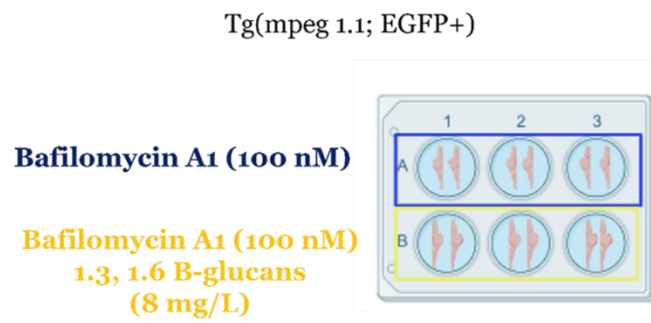 Tg(mpeg 1.1; EGFP+)
1 2 3
Bafilomycin A1 (100 nM)
A
Bafilomycin A1 (100 nM)
1.3, 1.6 B-glucans
(8 mg/L)
B